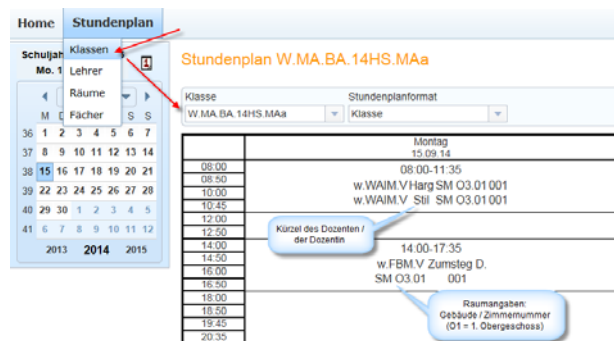 Home Stundenplan
Klassen
Lehrer
Räume
Fächer
Schuljah
Mo. 1
1
M D S S
36 1 2 3 4 5 6 7
37 8 9 10 11 12 13 14
38 15 16 17 18 19 20 21
39 22 23 24 25 26 27 28
40 29 30 1 2 3 4 5
41 6 7 8 9 10 11 12
2013 2014 2015
Stundenplan W.MA.BA.14HS.MAa
Klasse Stundenplanformat
W.MA.BA.14HS.MAa Klasse
Montag
15.09.14
08:00
08:50
10:00
10:45
12:00
12:50
14:00
14:50
16:00
16:50
18:00
18:50
19:45
20:35
08:00-11:35
w.WAIM.V Harg SM O3.01 001
w.WAIM.V Stil SM O3.01 001
Kürzel des Dozenten /
der Dozentin
14:00-17:35
w.FBM.V Zumsteg D.
SM O3.01 001
Raumangaben:
Gebäude / Zimmernummer
(O1 = 1. Obergeschoss)